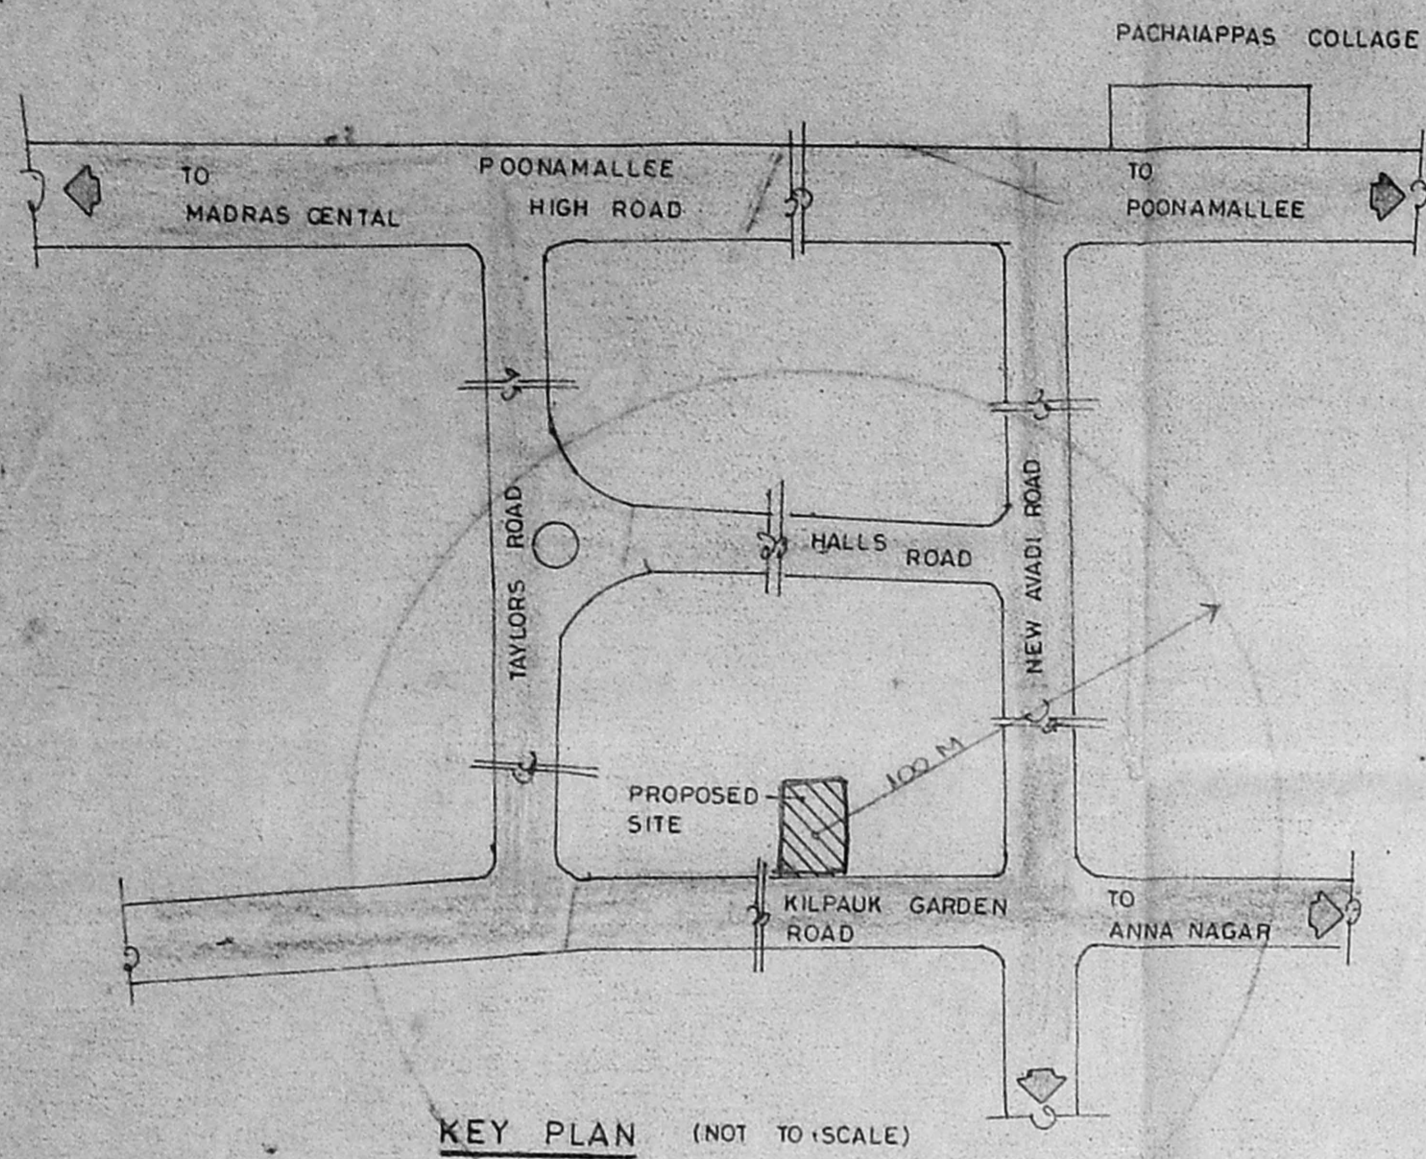 PACHAIAPPAS COLLAGE
TO
MADRAS CENTAL
POONAMALLEE
HIGH ROAD
TO
POONAMALLEE
TAYLORS ROAD
HALLS ROAD
NEW AVADI ROAD
100 M
PROPOSED
SITE
KILPAUK GARDEN
ROAD
TO
ANNA NAGAR
KEY PLAN (NOT TO SCALE)